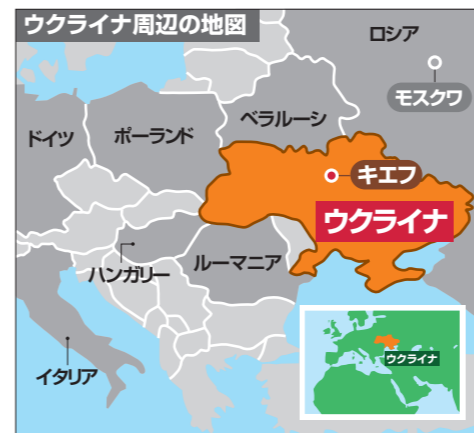 ウクライナ周辺の地図
ロシア
モスクワ
ベラルーシ
ドイツ
ポーランド
キエフ
ウクライナ
ハンガリー
ルーマニア
イタリア
ウクライナ